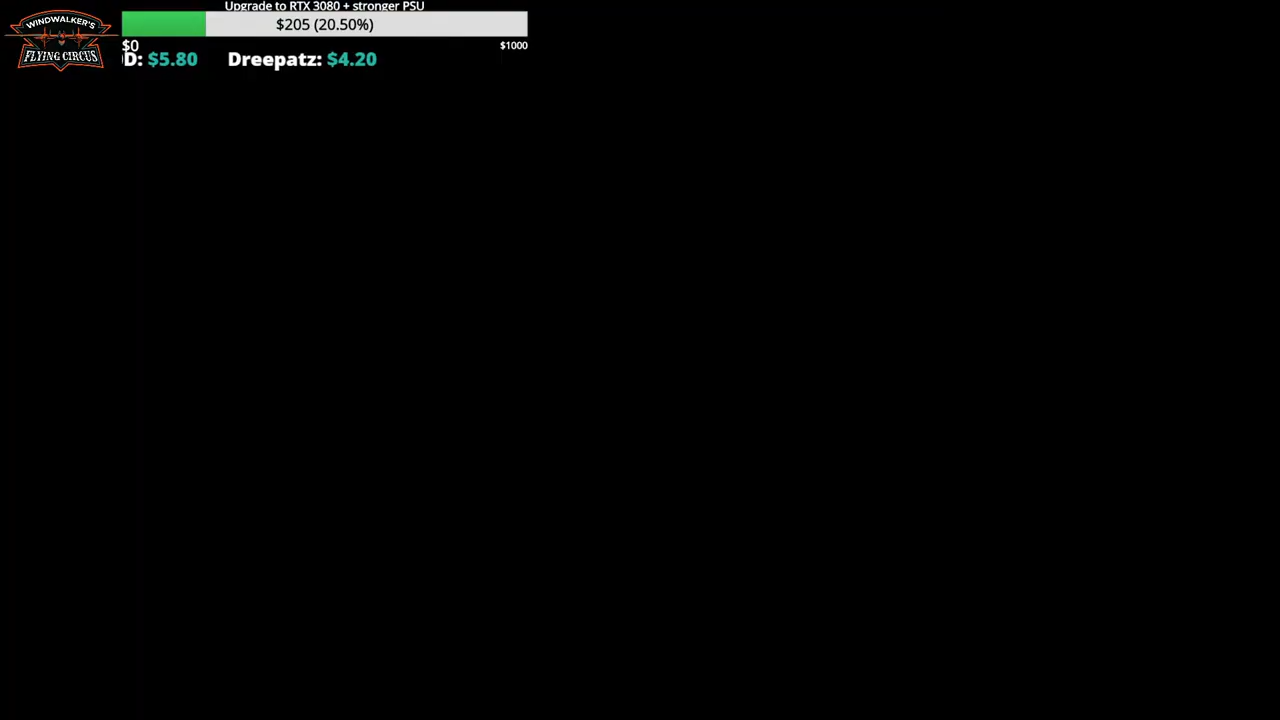 WINDWALKER'S
FLYING CIRCUS
Upgrade to RTX 3080 + stronger PSU
$205 (20.50%)
$0
$1000
D: $5.80 Dreepatz: $4.20